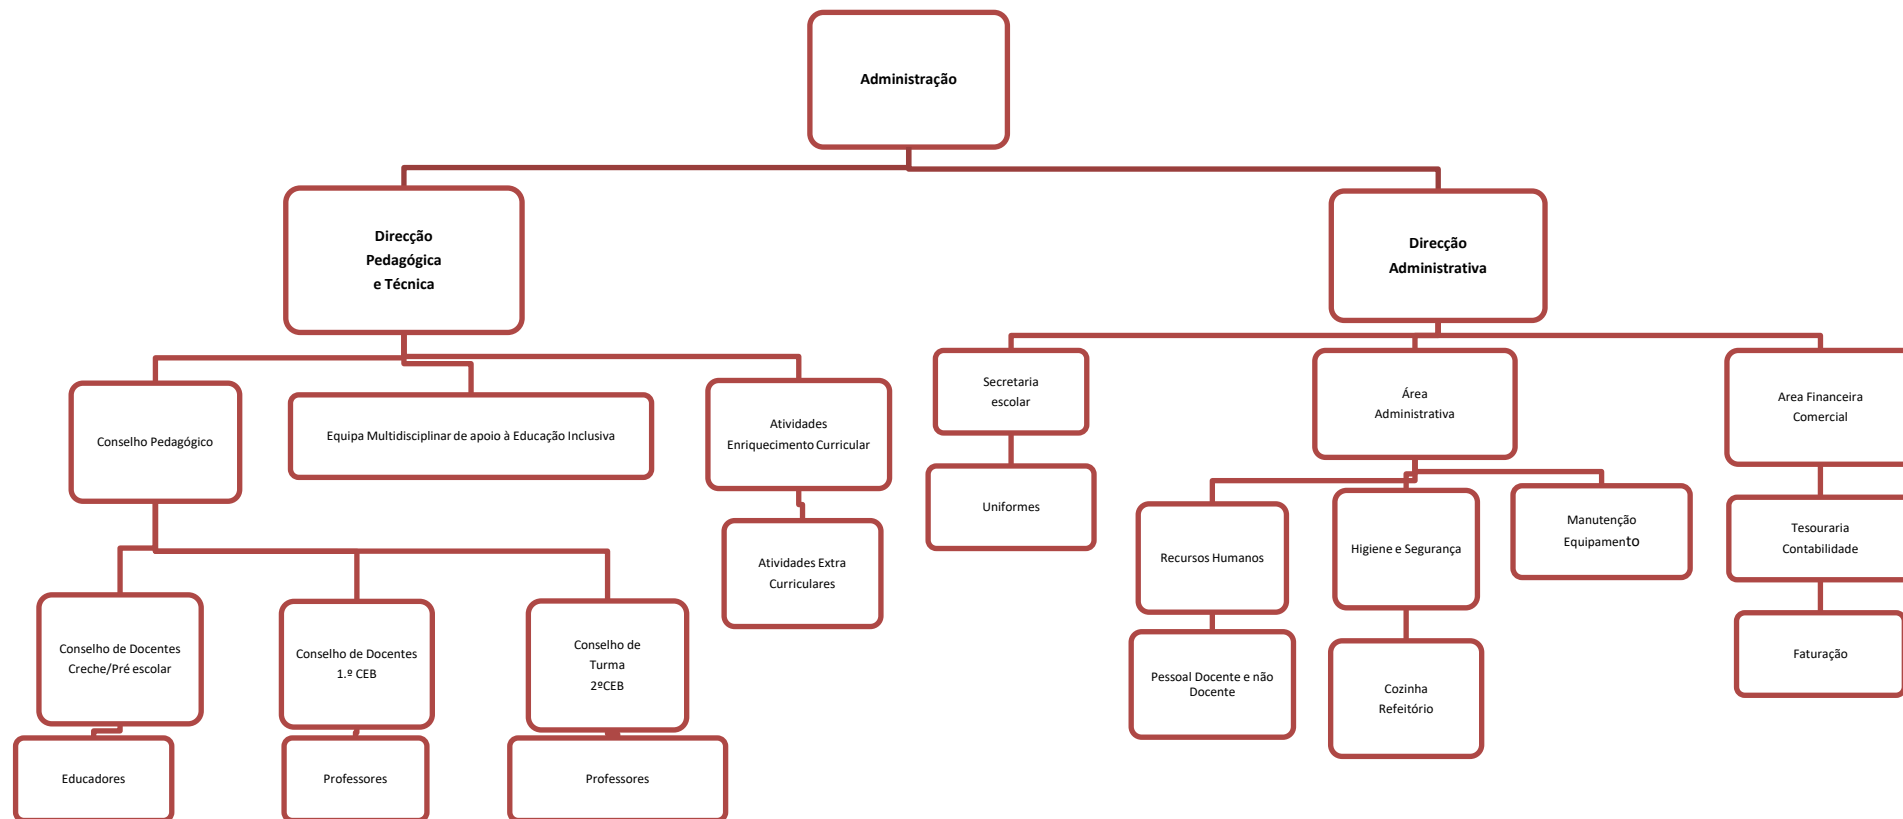 Administração
Direcção
Pedagógica
e Técnica
Direcção
Administrativa
Conselho Pedagógico
Equipa Multidisciplinar de apoio à Educação Inclusiva
Atividades
Enriquecimento Curricular
Secretaria
escolar
Área
Administrativa
Area Financeira
Comercial
Atividades Extra
Curriculares
Uniformes
Recursos Humanos
Higiene e Segurança
Manutenção
Equipamento
Tesouraria
Contabilidade
Conselho de Docentes
Creche/Pré escolar
Conselho de Docentes
1.º CEB
Conselho de
Turma
2ºCEB
Pessoal Docente e não
Docente
Cozinha
Refeitório
Faturação
Educadores
Professores
Professores